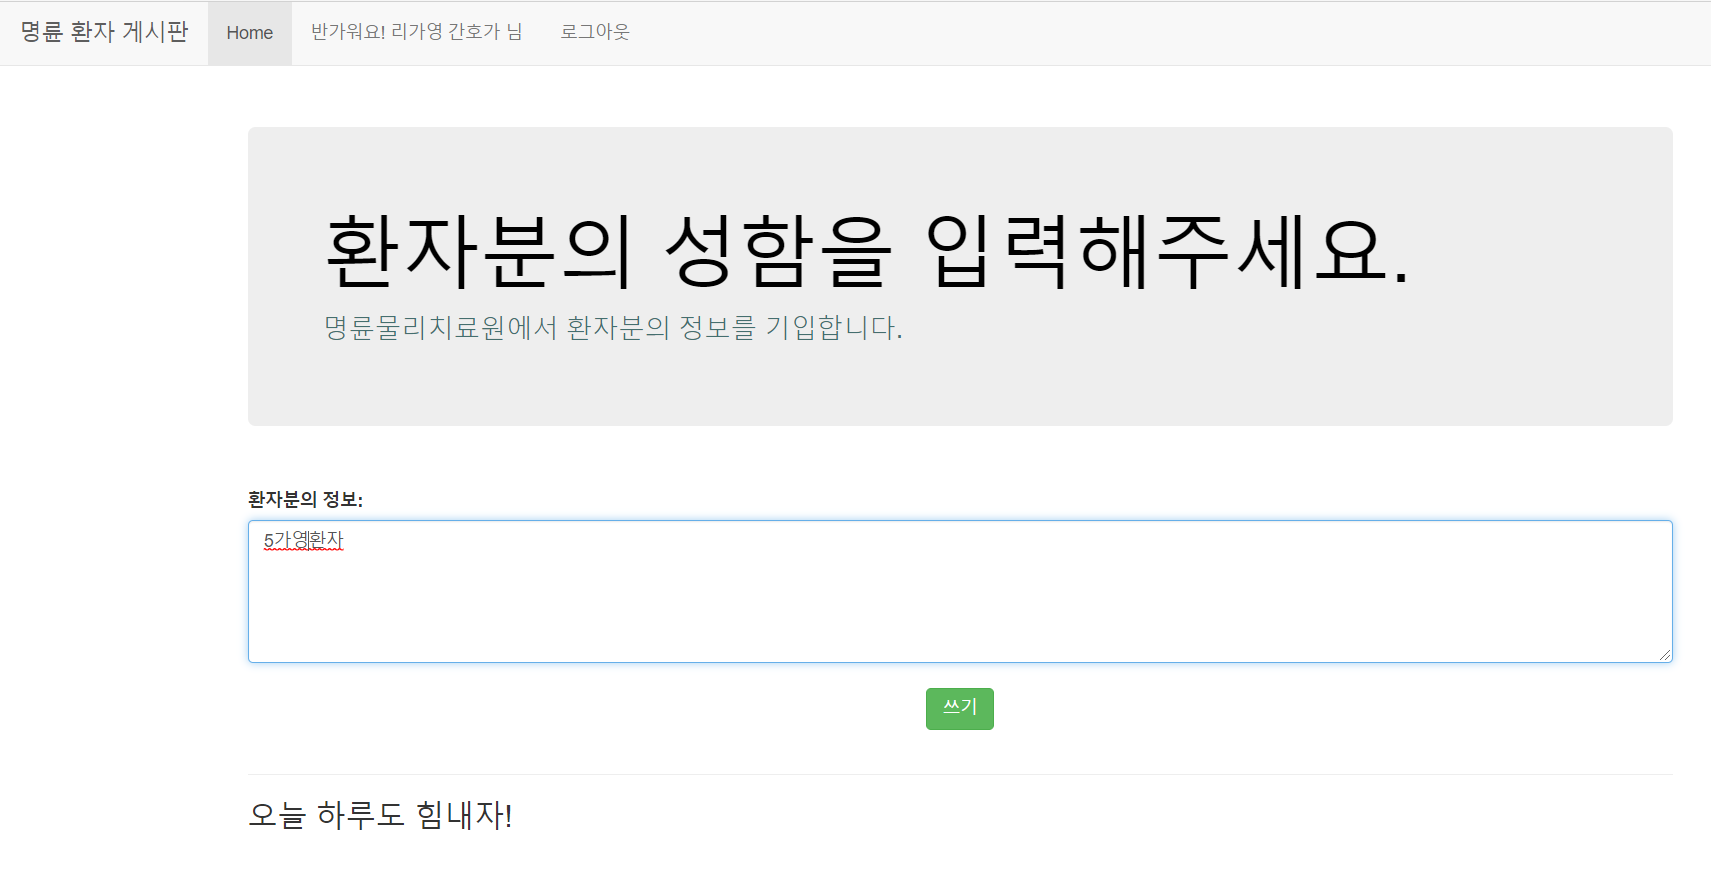 명륜 환자 게시판 Home 반가워요! 리가영 간호가 님 로그아웃
환자분의 성함을 입력해주세요.
명륜물리치료원에서 환자분의 정보를 기입합니다.
환자분의 정보:
5가영환자
쓰기
오늘 하루도 힘내자!